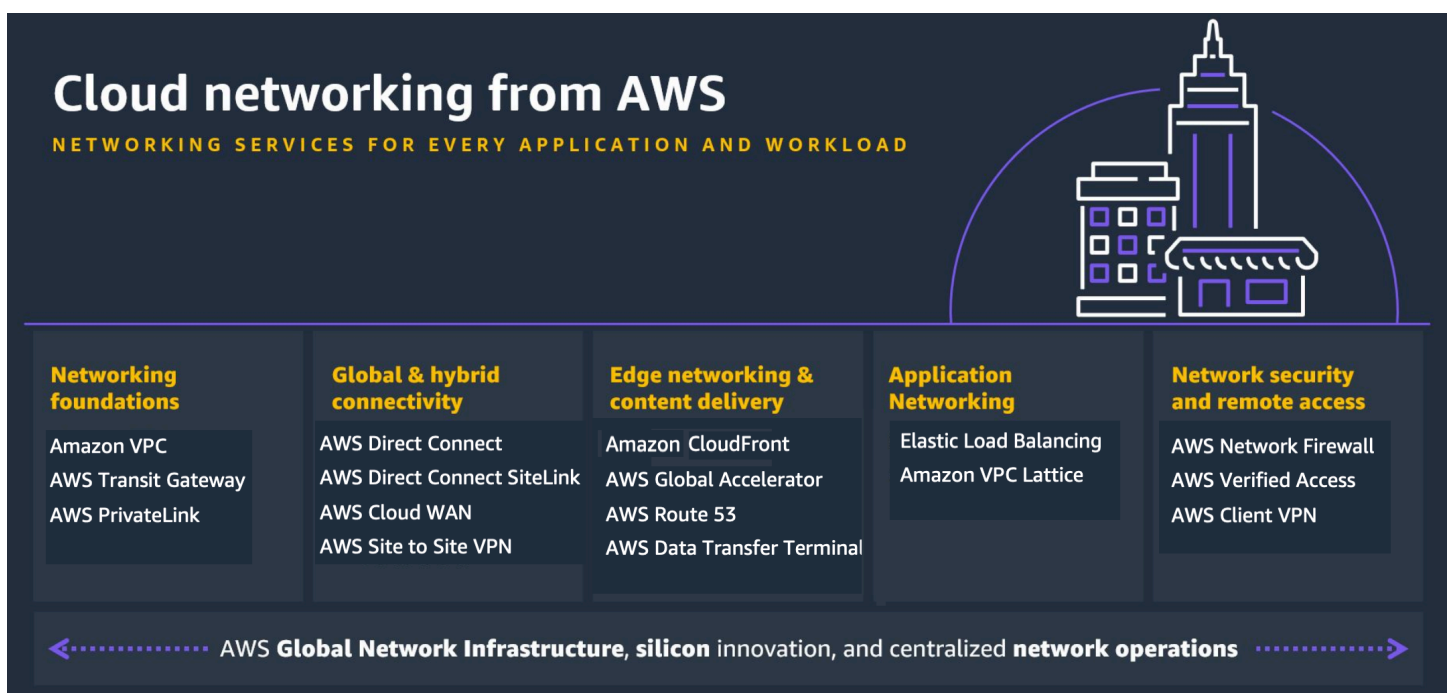 Cloud networking from AWS
NETWORKING SERVICES FOR EVERY APPLICATION AND WORKLOAD
Networking
foundations
Amazon VPC
AWS Transit Gateway
AWS PrivateLink
Global & hybrid
connectivity
AWS Direct Connect
AWS Direct Connect SiteLink
AWS Cloud WAN
AWS Site to Site VPN
Edge networking &
content delivery
Amazon CloudFront
AWS Global Accelerator
AWS Route 53
AWS Data Transfer Terminal
Application
Networking
Elastic Load Balancing
Amazon VPC Lattice
Network security
and remote access
AWS Network Firewall
AWS Verified Access
AWS Client VPN
AWS Global Network Infrastructure, silicon innovation, and centralized network operations